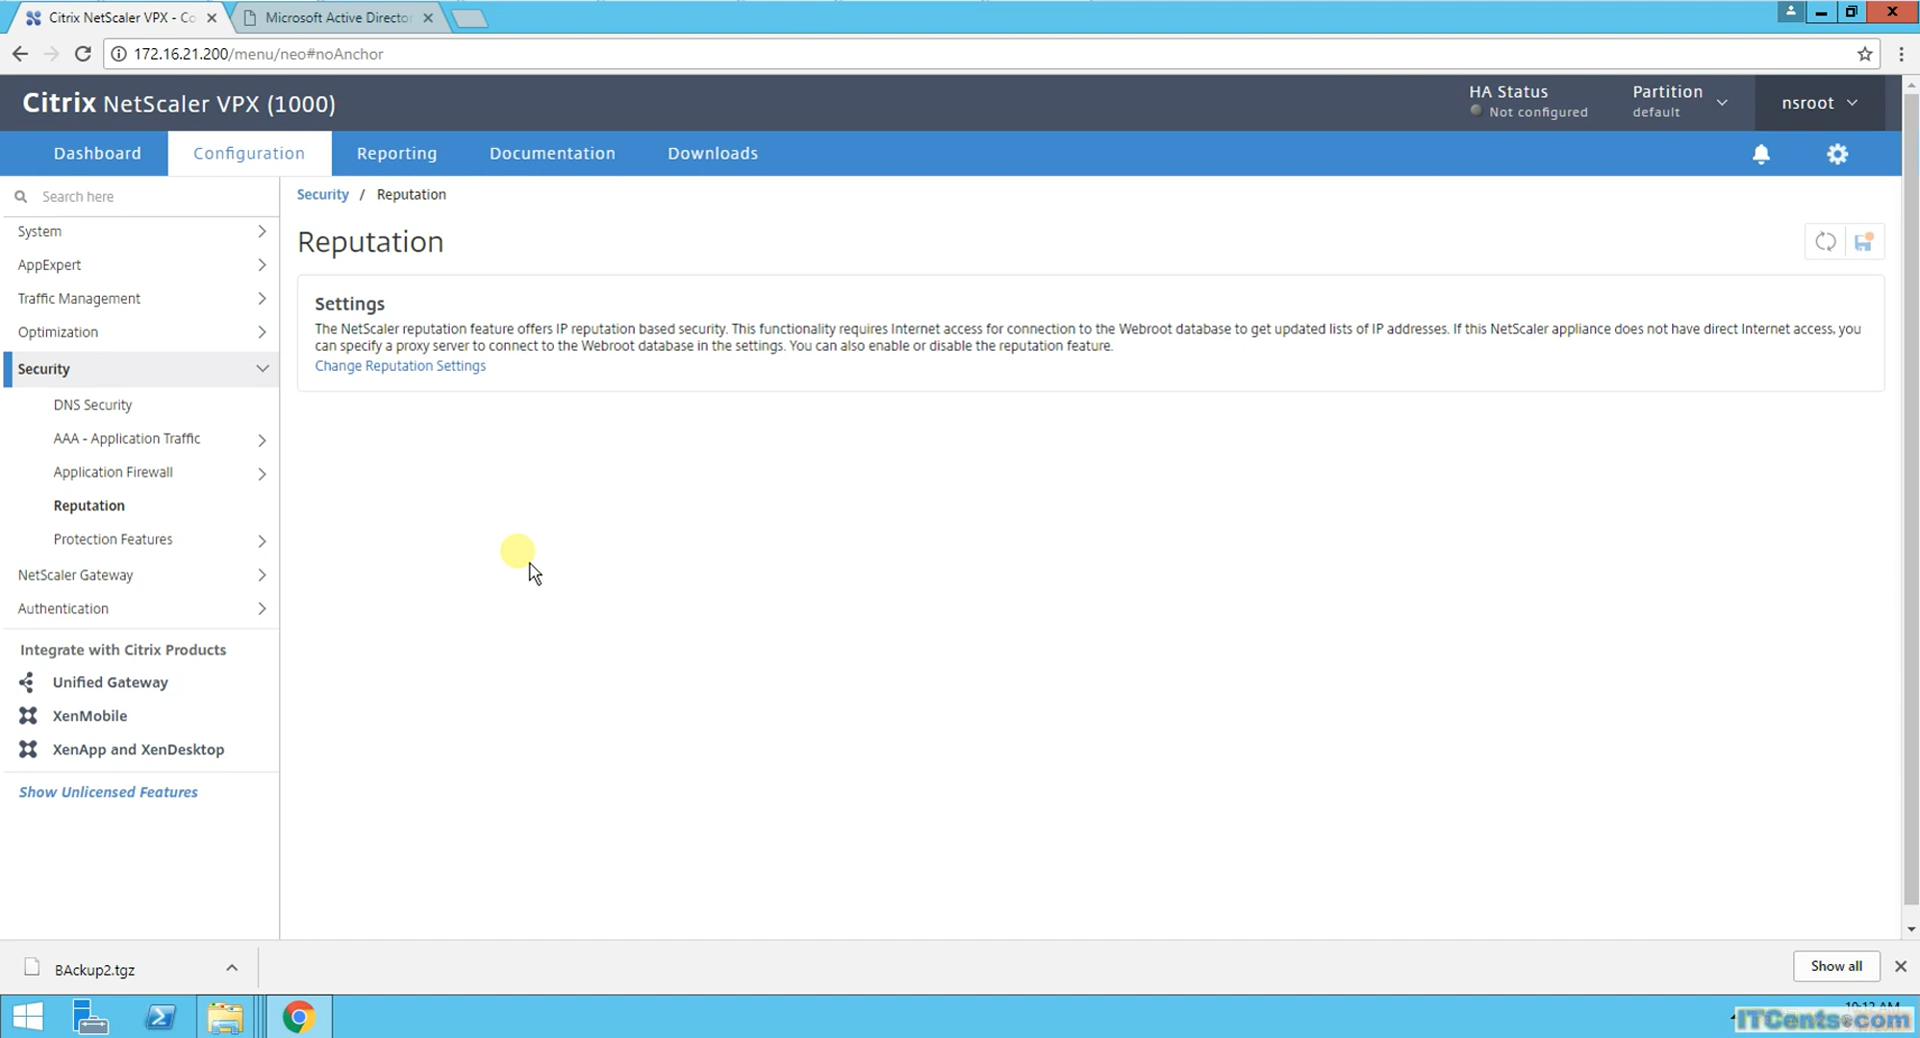 Citrix NetScaler VPX - Co
Microsoft Active Director
172.16.21.200/menu/neo#noAnchor
Citrix NetScaler VPX (1000)
HA Status
Not configured
Partition
default
nsroot
Dashboard
Configuration
Reporting
Documentation
Downloads
Search here
System
AppExpert
Traffic Management
Optimization
Security
DNS Security
AAA - Application Traffic
Application Firewall
Reputation
Protection Features
NetScaler Gateway
Authentication
Integrate with Citrix Products
Unified Gateway
XenMobile
XenApp and XenDesktop
Show Unlicensed Features
Security / Reputation
Reputation
Settings
The NetScaler reputation feature offers IP reputation based security. This functionality requires Internet access for connection to the Webroot database to get updated lists of IP addresses. If this NetScaler appliance does not have direct Internet access, you
can specify a proxy server to connect to the Webroot database in the settings. You can also enable or disable the reputation feature.
Change Reputation Settings
BAckup2.tgz
Show all
ITCents.com